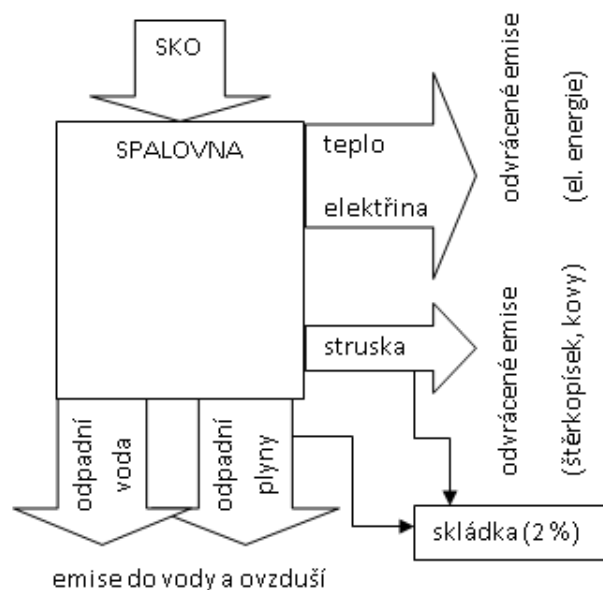 SKO
SPALOVNA
teplo
elektřina
odvrácené emise
(el. energie)
struska
odvrácené emise
(štěrkopísek, kovy)
odpadní
voda
odpadní
plyny
skládka (2 %)
emise do vody a ovzduší